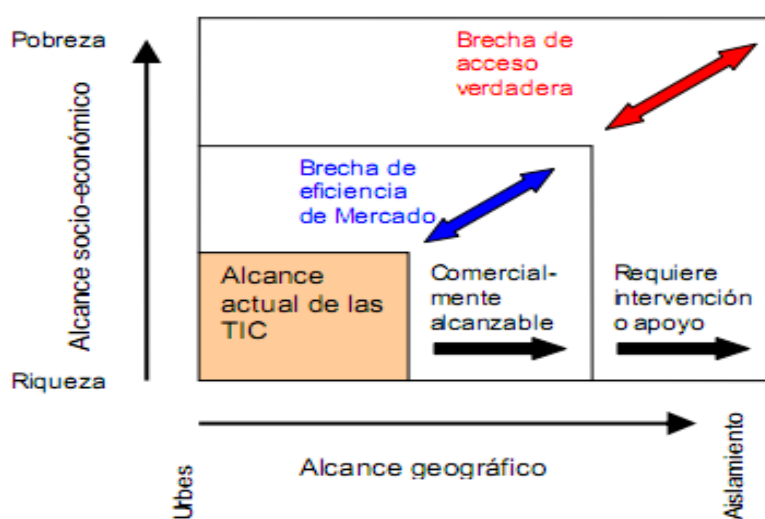 Pobreza
Alcance socio-económico
Riqueza
Brecha de
acceso
verdadera
Brecha de
eficiencia
de Mercado
Alcance
actual de las
TIC
Comercial-
mente
alcanzable
Requiere
intervención
o apoyo
Urbes
Alcance geográfico
Aislamiento